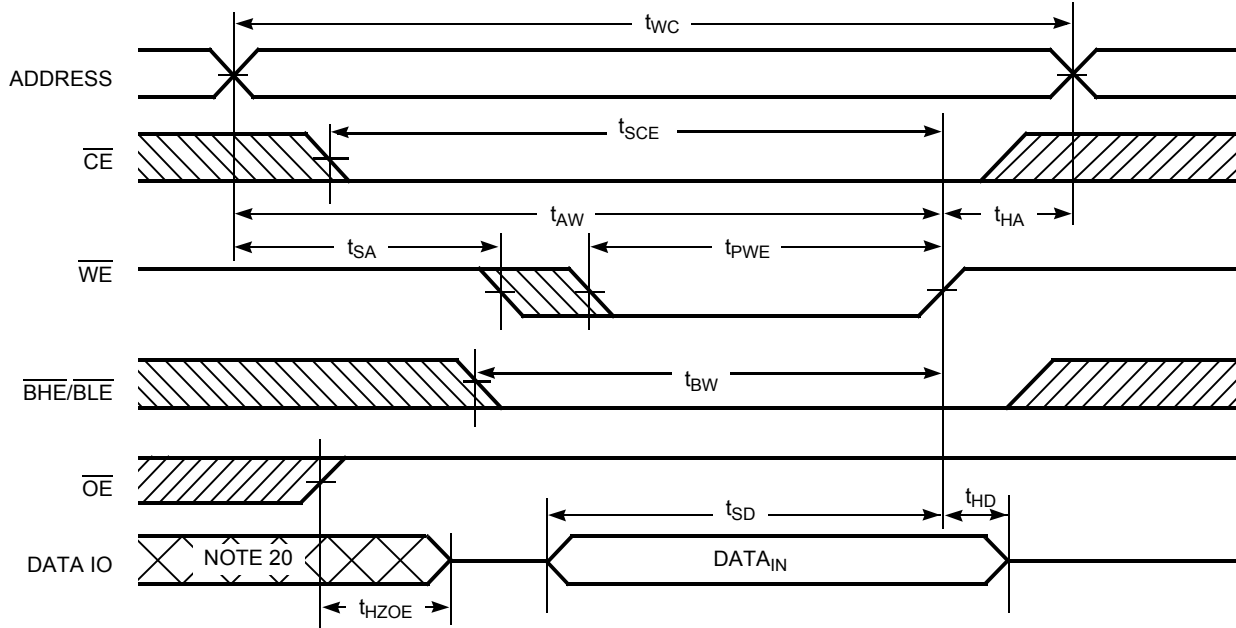 tWC
ADDRESS
tSCE
CE
tAW
tHA
tSA
tPWE
WE
tBW
BHE/BLE
OE
tSD
tHD
DATA IO
NOTE 20
DATAIN
tHZOE